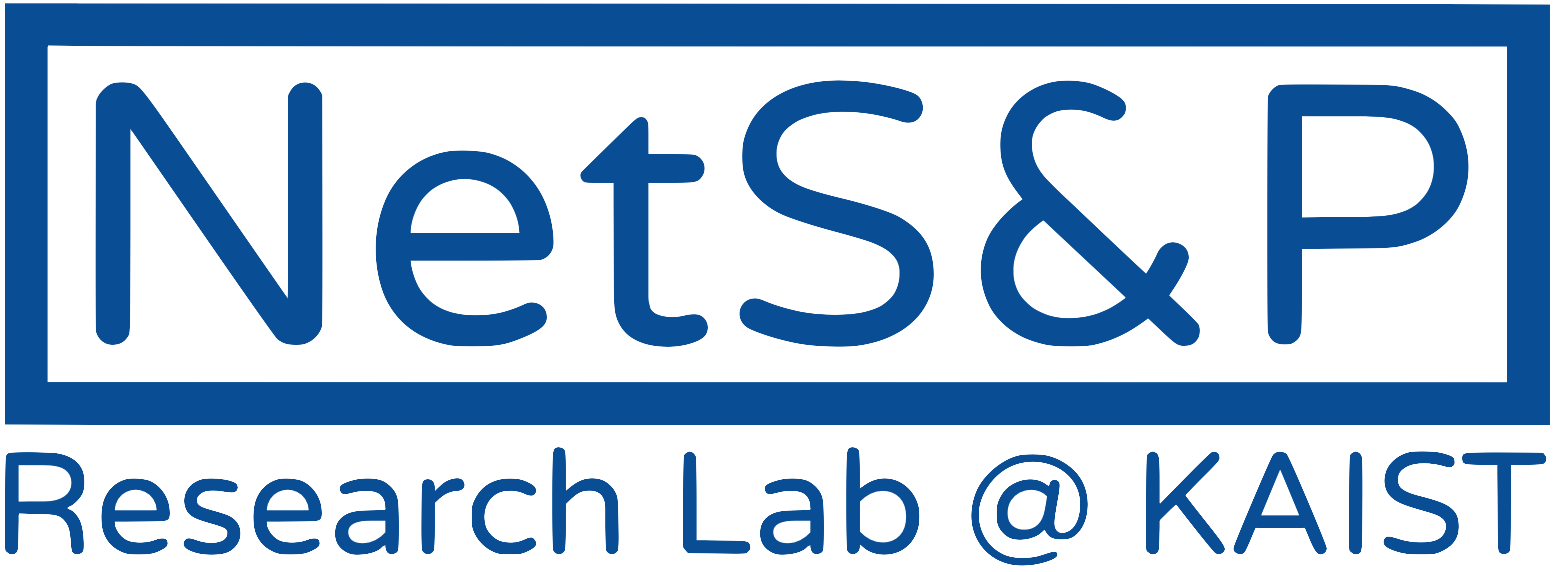 NetS&P
Research Lab @ KAIST